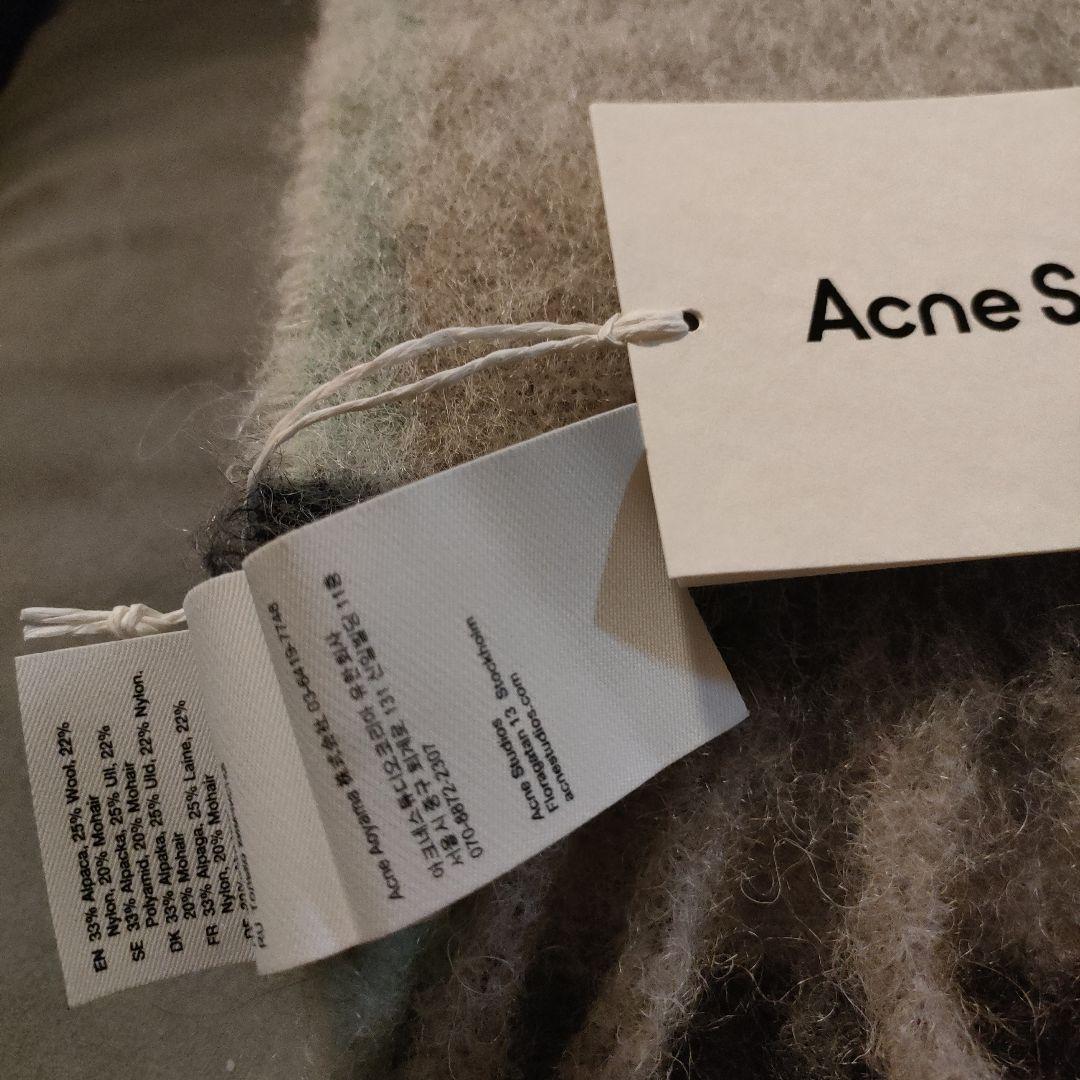 Acne S
EN 33% Alpaca, 25% Wool, 22%
Nylon, 20% Mohair
SE 33% Alpacka, 25% Ull, 22%
Polyamid, 20% Mohair
DK 33% Alpaka, 25% Uld, 22% Nylon,
20% Mohair
FR 33% Alpaga, 25% Laine, 22%
Nylon, 20% Mohair
RU
Acne Aoyama 株式会社 03-6419-7748
아크네스튜디오코리아 유한회사
서울시 중구 퇴계로 131 신일빌딩 11층
070-8872-2307
Acne Studios
Floragatan 13 Stockholm
acnestudios.com